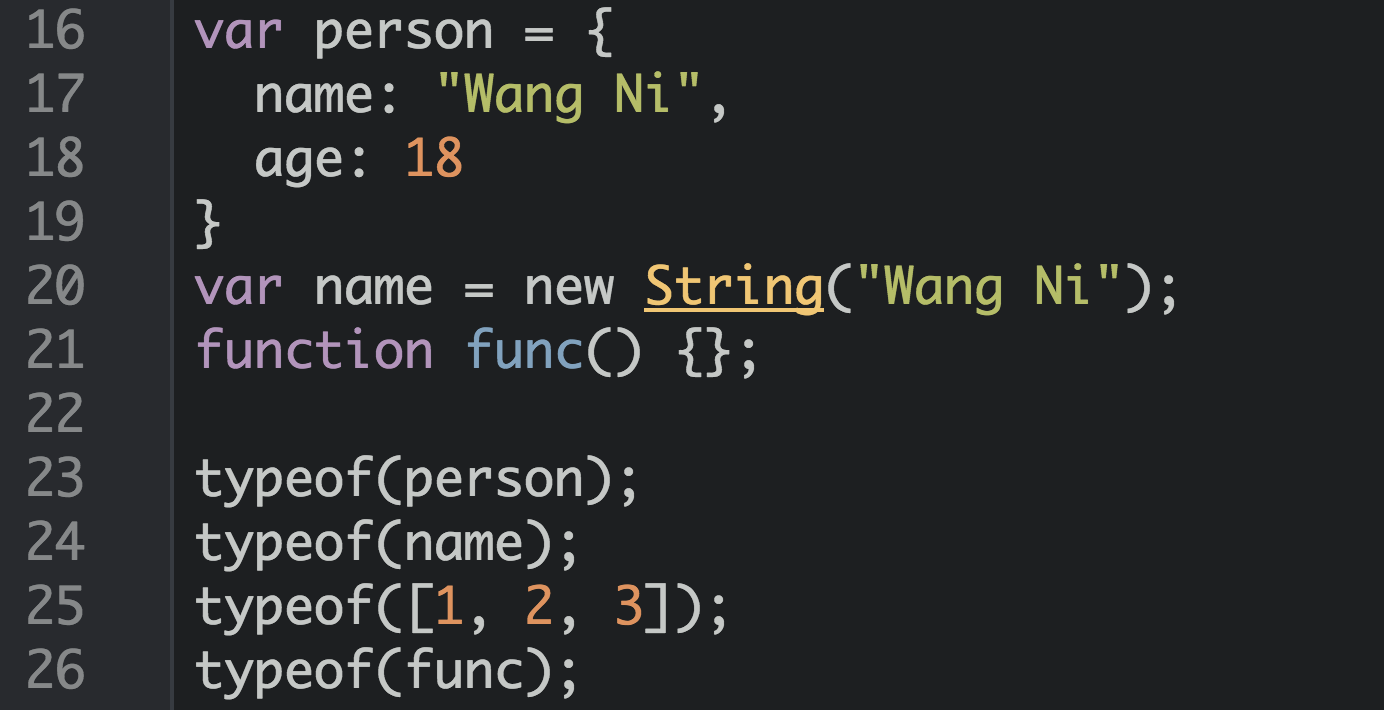 16 var person = {
17   name: "Wang Ni",
18   age: 18
19 }
20 var name = new String("Wang Ni");
21 function func() {};
22
23 typeof(person);
24 typeof(name);
25 typeof([1, 2, 3]);
26 typeof(func);